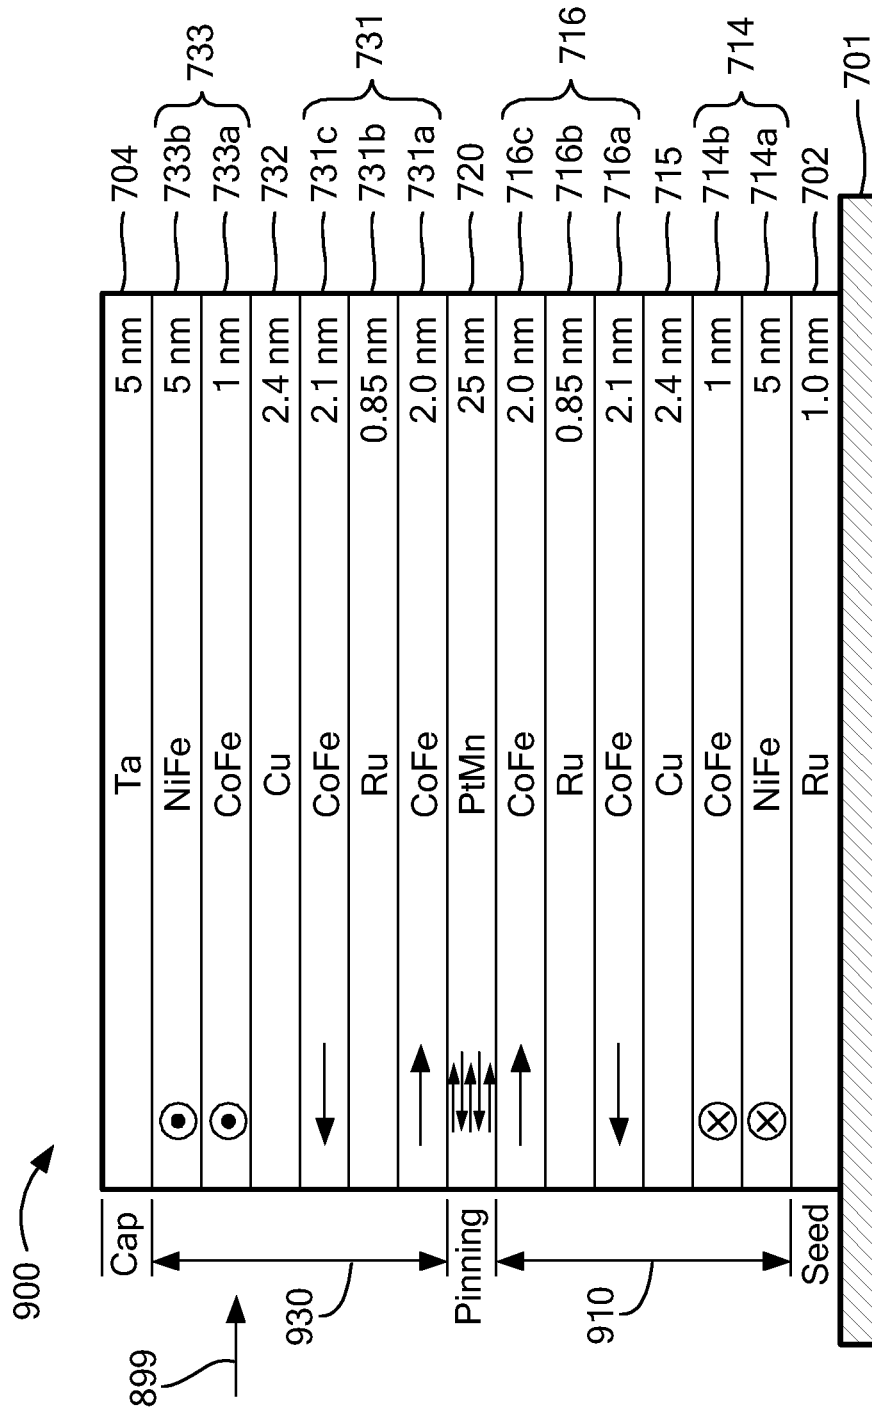 900
899
Cap
Ta
5 nm
704
NiFe
5 nm
733b
733
CoFe
1 nm
733a
Cu
2.4 nm
732
930
CoFe
2.1 nm
731c
731
Ru
0.85 nm
731b
CoFe
2.0 nm
731a
Pinning
PtMn
25 nm
720
CoFe
2.0 nm
716c
716
Ru
0.85 nm
716b
910
CoFe
2.1 nm
716a
Cu
2.4 nm
715
CoFe
1 nm
714b
714
NiFe
5 nm
714a
Seed
Ru
1.0 nm
702
701